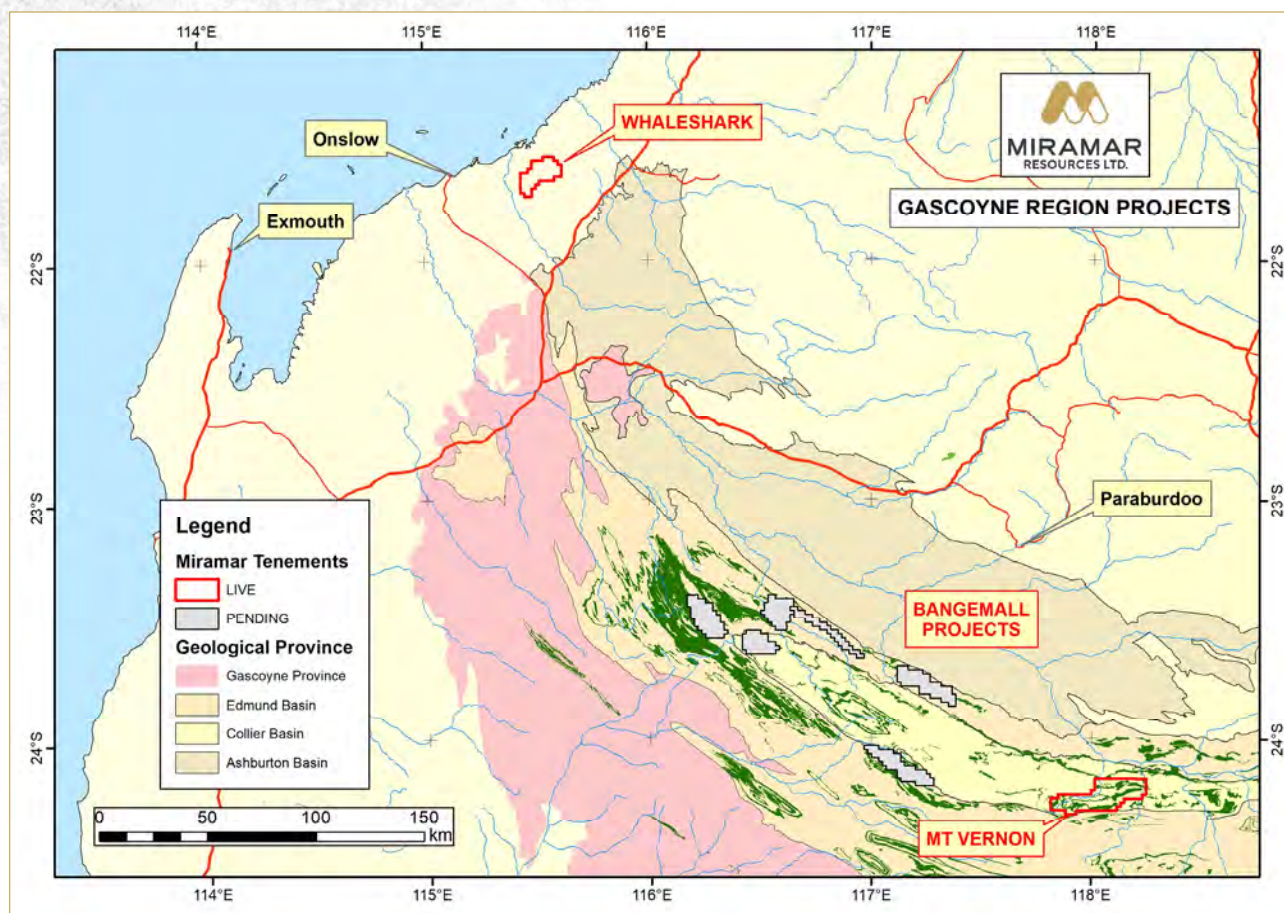 114°E
115°E
116°E
117°E
118°E
MIRAMAR
RESOURCES LTD.
GASCOYNE REGION PROJECTS
WHALESHARK
Onslow
Exmouth
22°S
22°S
23°S
23°S
Paraburdoo
BANGEMALL
PROJECTS
24°S
24°S
MT VERNON
Legend
Miramar Tenements
LIVE
PENDING
Geological Province
Gascoyne Province
Edmund Basin
Collier Basin
Ashburton Basin
0 50 100 150
km
114°E
115°E
116°E
117°E
118°E